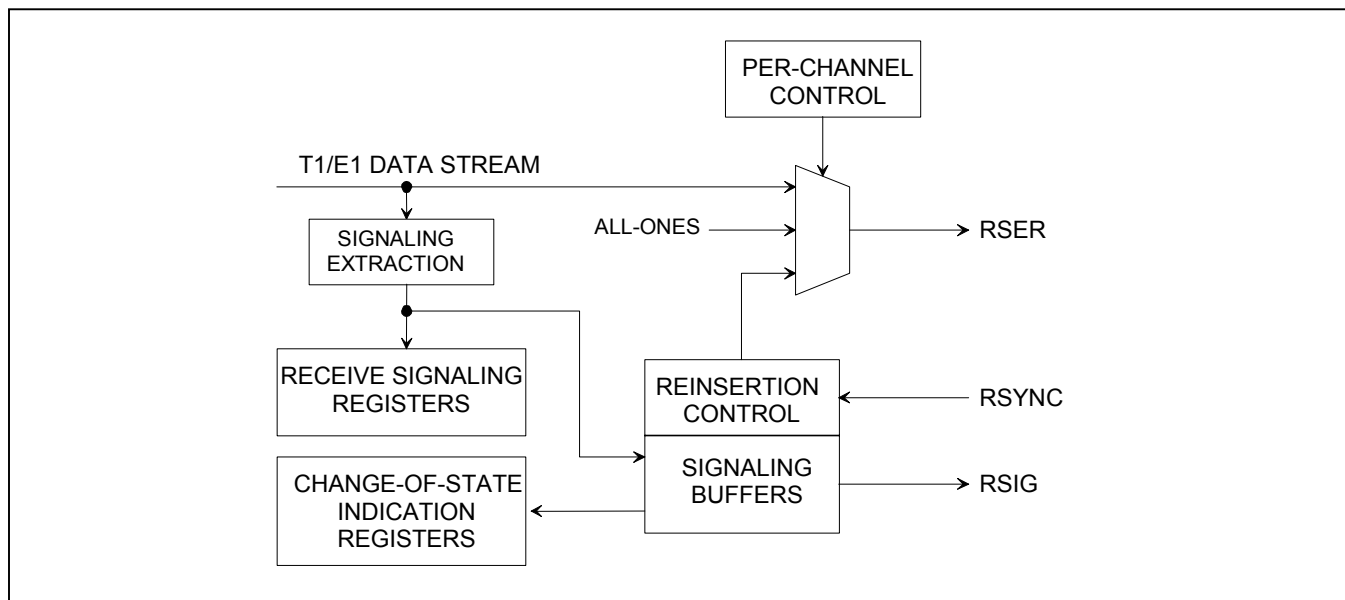 PER-CHANNEL
CONTROL
T1/E1 DATA STREAM
SIGNALING
EXTRACTION
ALL-ONES
RSER
RECEIVE SIGNALING
REGISTERS
REINSERTION
CONTROL
RSYNC
CHANGE-OF-STATE
INDICATION
REGISTERS
SIGNALING
BUFFERS
RSIG